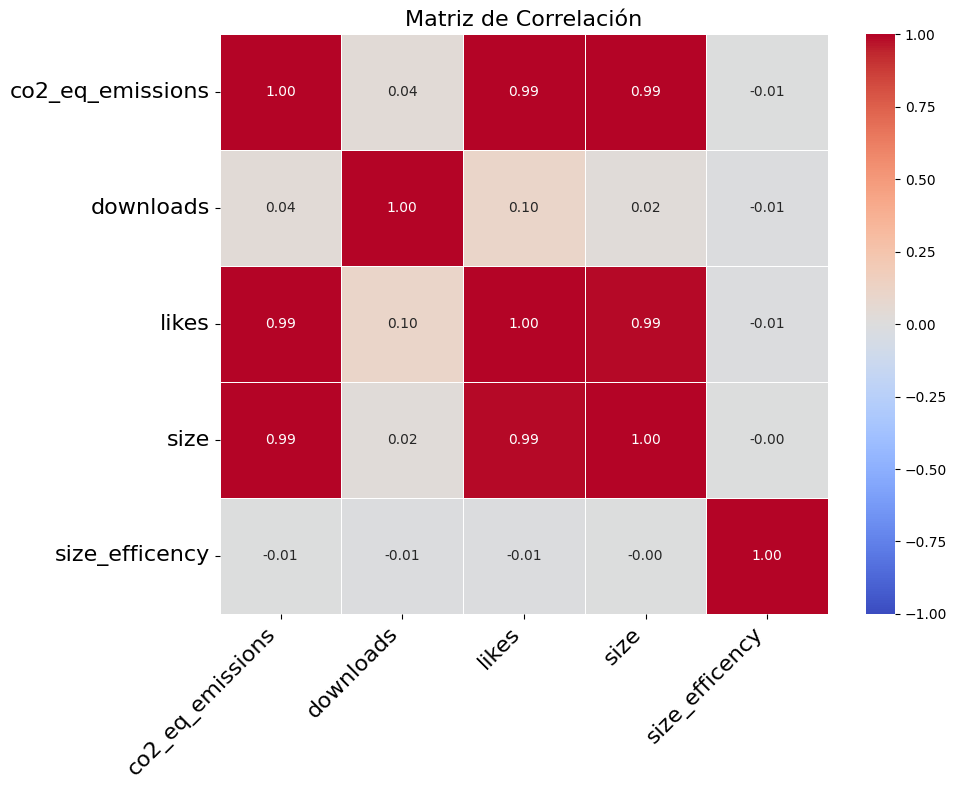 Matriz de Correlación
co2_eq_emissions 1.00 0.04 0.99 0.99 -0.01
downloads 0.04 1.00 0.10 0.02 -0.01
likes 0.99 0.10 1.00 0.99 -0.01
size 0.99 0.02 0.99 1.00 -0.00
size_efficency -0.01 -0.01 -0.01 -0.00 1.00
co2_eq_emissions
downloads
likes
size
size_efficency
1.00
0.75
0.50
0.25
0.00
−0.25
−0.50
−0.75
−1.00